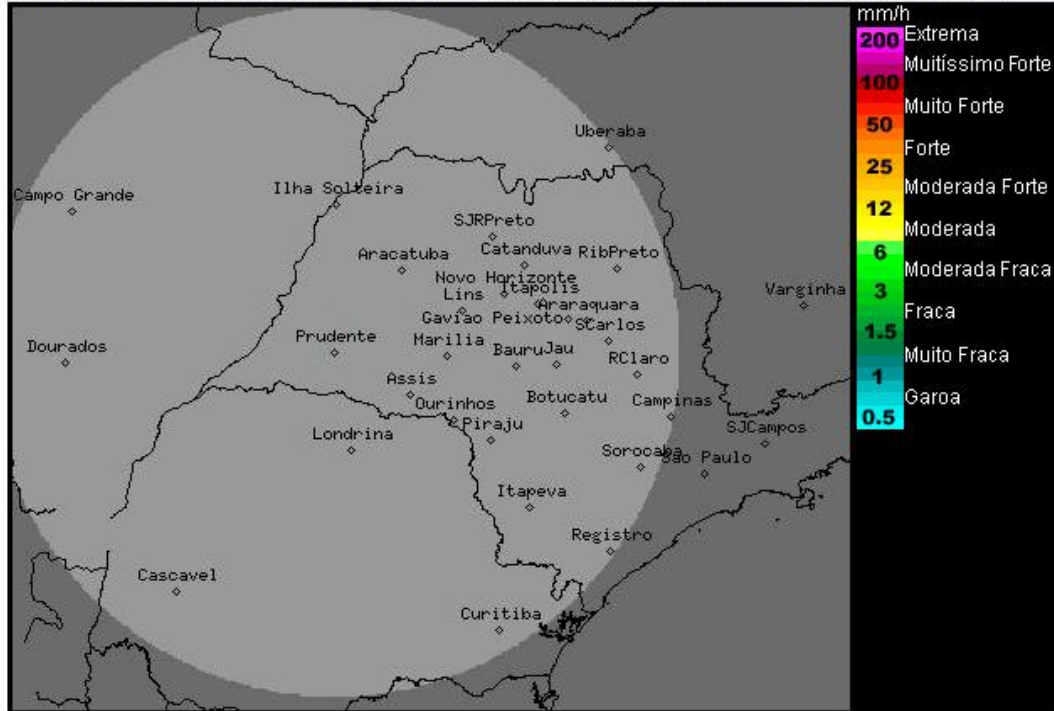 mm/h
200 Extrema
Muitíssimo Forte
100
Muito Forte
50
Forte
25
Moderada Forte
12
Moderada
6
Moderada Fraca
3
Fraca
1.5
Muito Fraca
1
Garoa
0.5
Uberaba
Campo Grande
Ilha Solteira
SJRPreto
Aracatuba
Catanduva
RibPreto
Novo Horizonte
Itapolis
Lins
Araraquara
Varginha
Gaviao Peixoto
SCarlos
Prudente
Marilia
Dourados
Bauru
Jau
RClaro
Assis
Ourinhos
Botucatu
Campinas
Piraju
Londrina
SJCampos
Sorocaba
Sao Paulo
Itapeva
Registro
Cascavel
Curitiba